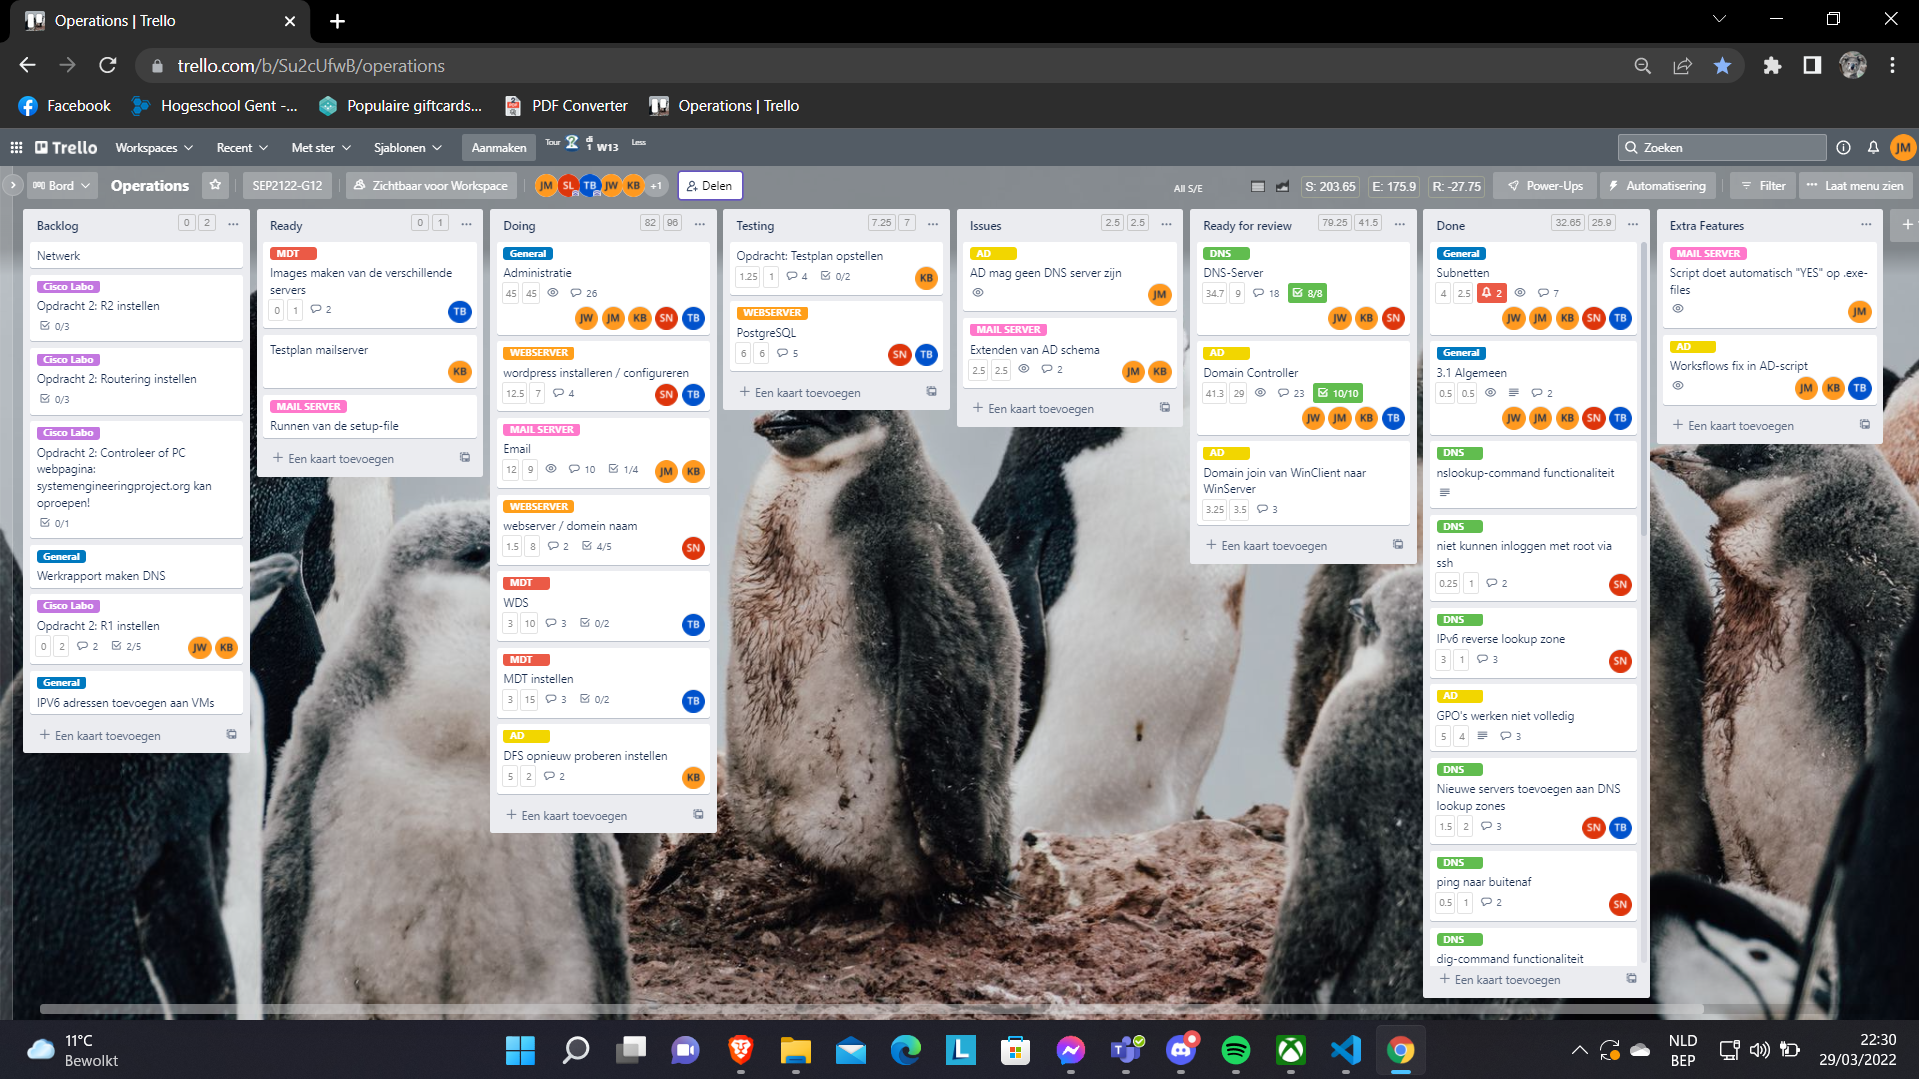 Operations | Trello
trello.com/b/Su2cUfwB/operations
Facebook
Hogeschool Gent -...
Populaire giftcards...
PDF Converter
Operations | Trello
Trello
Workspaces
Recent
Met ster
Sjablonen
Aanmaken
Tour
di
1
W13
Less
Zoeken
JM
Bord
Operations
SEP2122-G12
Zichtbaar voor Workspace
JM SL TB JW KB +1
Delen
All S/E
S: 203.65
E: 175.9
R: -27.75
Power-Ups
Automatisering
Filter
Laat menu zien
Backlog 0 2
Netwerk
Cisco Labo
Opdracht 2: R2 instellen
0/3
Cisco Labo
Opdracht 2: Routering instellen
0/3
Cisco Labo
Opdracht 2: Controleer of PC
webpagina:
systemengineeringproject.org kan
oproepen!
0/1
General
Werkrapport maken DNS
Cisco Labo
Opdracht 2: R1 instellen
0 2 2 2/5 JW KB
General
IPV6 adressen toevoegen aan VMs
+ Een kaart toevoegen
Ready 0 1
MDT
Images maken van de verschillende
servers
0 1 2 TB
Testplan mailserver
KB
MAIL SERVER
Runnen van de setup-file
+ Een kaart toevoegen
Doing 82 96
General
Administratie
45 45 26
JW JM KB SN TB
WEBSERVER
wordpress installeren / configureren
12.5 7 4 SN TB
MAIL SERVER
Email
12 9 10 1/4 JM KB
WEBSERVER
webserver / domein naam
1.5 8 2 4/5 SN
MDT
WDS
3 10 3 0/2 TB
MDT
MDT instellen
3 15 3 0/2 TB
AD
DFS opnieuw proberen instellen
5 2 2 KB
+ Een kaart toevoegen
Testing 7.25 7
Opdracht: Testplan opstellen
1.25 1 4 0/2 KB
WEBSERVER
PostgreSQL
6 6 5 SN TB
+ Een kaart toevoegen
Issues 2.5 2.5
AD
AD mag geen DNS server zijn
JM
MAIL SERVER
Extenden van AD schema
2.5 2.5 2 JM KB
+ Een kaart toevoegen
Ready for review 79.25 41.5
DNS
DNS-Server
34.7 9 18 8/8
JW KB SN
AD
Domain Controller
41.3 29 23 10/10
JW JM KB TB
AD
Domain join van WinClient naar
WinServer
3.25 3.5 3
+ Een kaart toevoegen
Done 32.65 25.9
General
Subnetten
4 2.5 2 7
JW JM KB SN TB
General
3.1 Algemeen
0.5 0.5 2
JW JM KB SN TB
DNS
nslookup-command functionaliteit
DNS
niet kunnen inloggen met root via
ssh
0.25 1 2 SN
DNS
IPv6 reverse lookup zone
3 1 3 SN
AD
GPO's werken niet volledig
5 4 3
DNS
Nieuwe servers toevoegen aan DNS
lookup zones
1.5 2 3 SN TB
DNS
ping naar buitenaf
0.5 1 2 SN
DNS
dig-command functionaliteit
+ Een kaart toevoegen
Extra Features
MAIL SERVER
Script doet automatisch "YES" op .exe-
files
JM
AD
Worksflows fix in AD-script
JM KB TB
+ Een kaart toevoegen
11°C
Bewolkt
NLD
BEP
22:30
29/03/2022